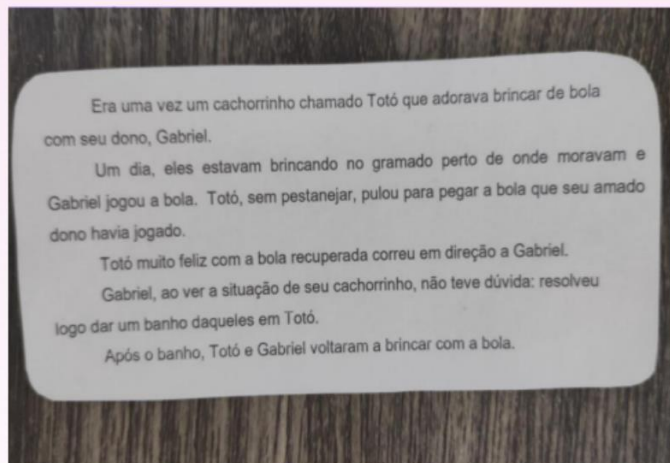 Era uma vez um cachorrinho chamado Totó que adorava brincar de bola
com seu dono, Gabriel.
Um dia, eles estavam brincando no gramado perto de onde moravam e
Gabriel jogou a bola. Totó, sem pestanejar, pulou para pegar a bola que seu amado
dono havia jogado.
Totó muito feliz com a bola recuperada correu em direção a Gabriel.
Gabriel, ao ver a situação de seu cachorrinho, não teve dúvida: resolveu
logo dar um banho daqueles em Totó.
Após o banho, Totó e Gabriel voltaram a brincar com a bola.